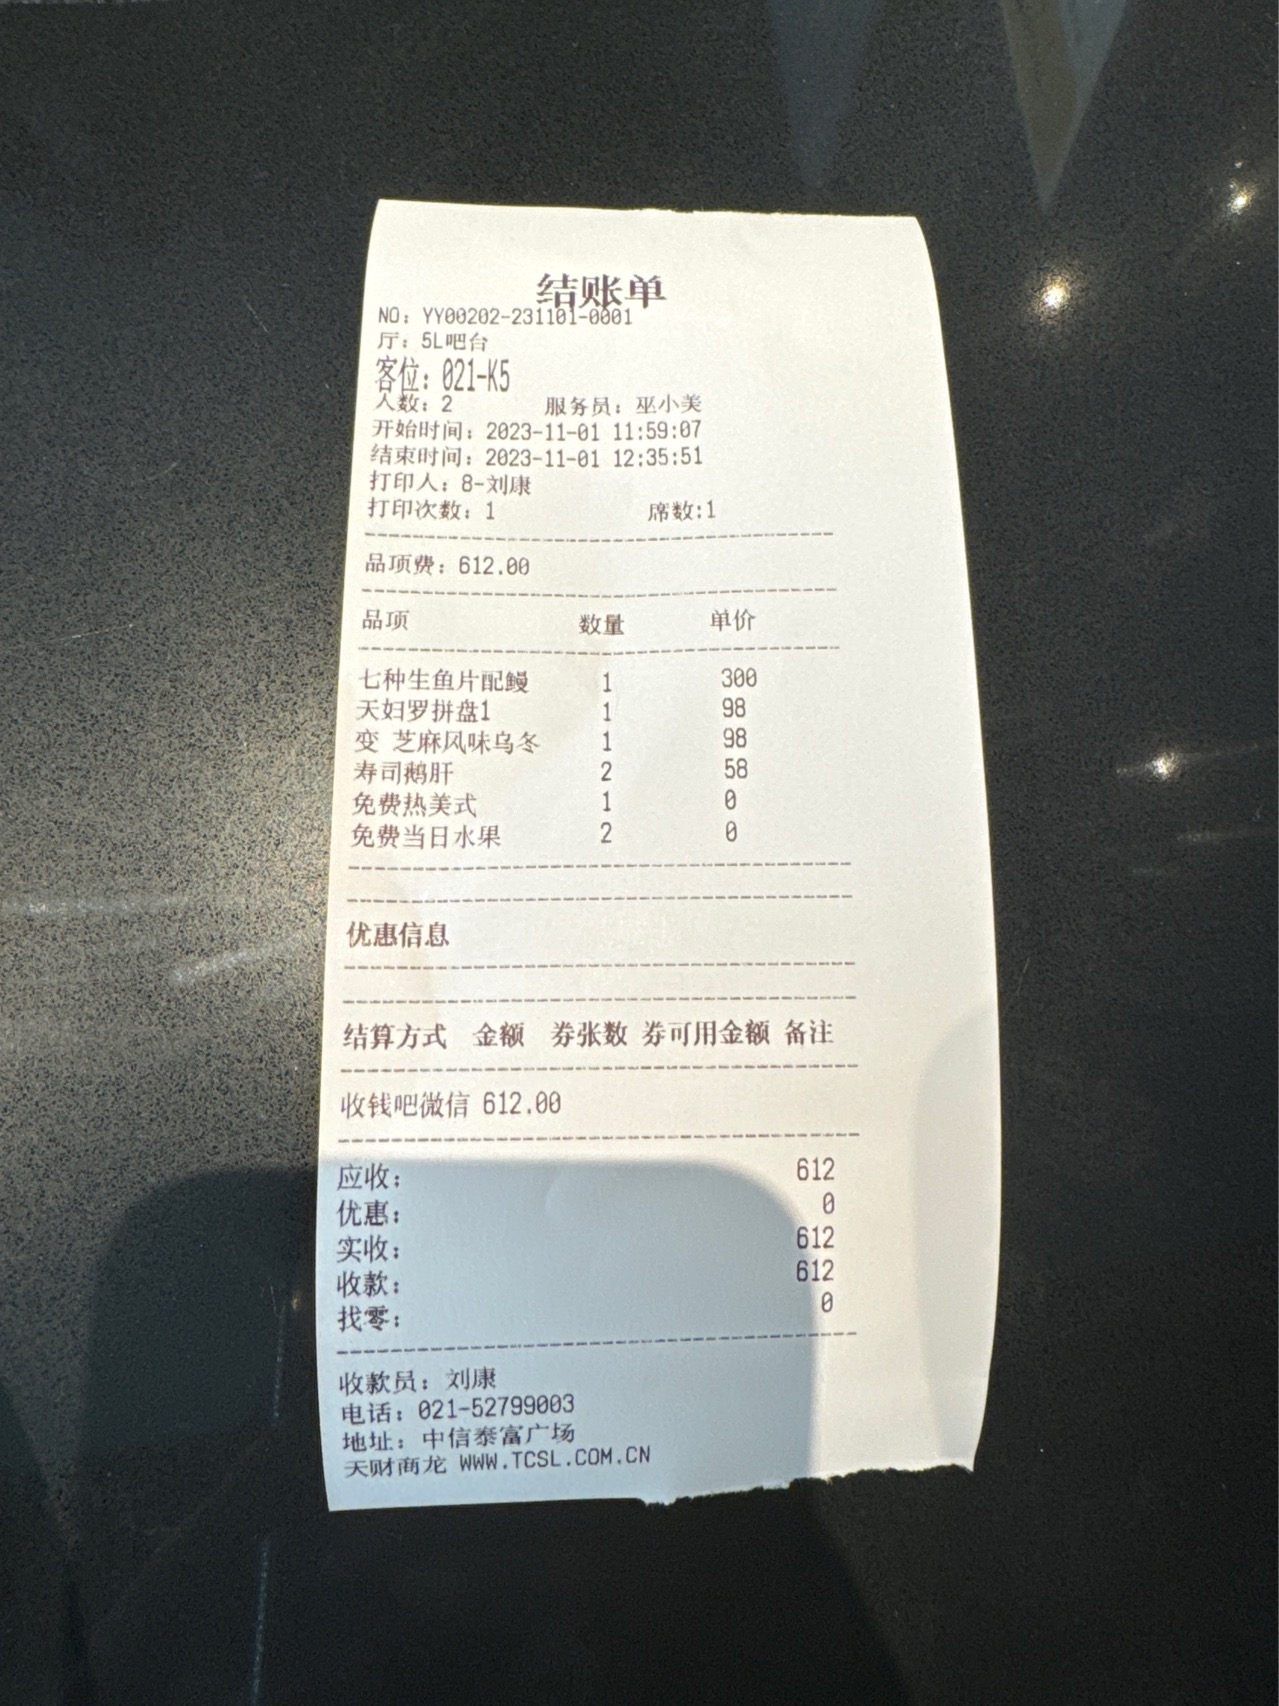 结账单
NO: YY00202-231101-0001
厅: 5L吧台
客位: 021-K5
人数: 2 服务员: 巫小美
开始时间: 2023-11-01 11:59:07
结束时间: 2023-11-01 12:35:51
打印人: 8-刘康
打印次数: 1 席数:1
品项费: 612.00
品项 数量 单价
七种生鱼片配鳗 1 300
天妇罗拼盘1 1 98
变 芝麻风味乌冬 1 98
寿司鹅肝 2 58
免费热美式 1 0
免费当日水果 2 0
优惠信息
结算方式 金额 券张数 券可用金额 备注
收钱吧微信 612.00
应收: 612
优惠: 0
实收: 612
收款: 612
找零: 0
收款员: 刘康
电话: 021-52799003
地址: 中信泰富广场
天财商龙 WWW.TCSL.COM.CN